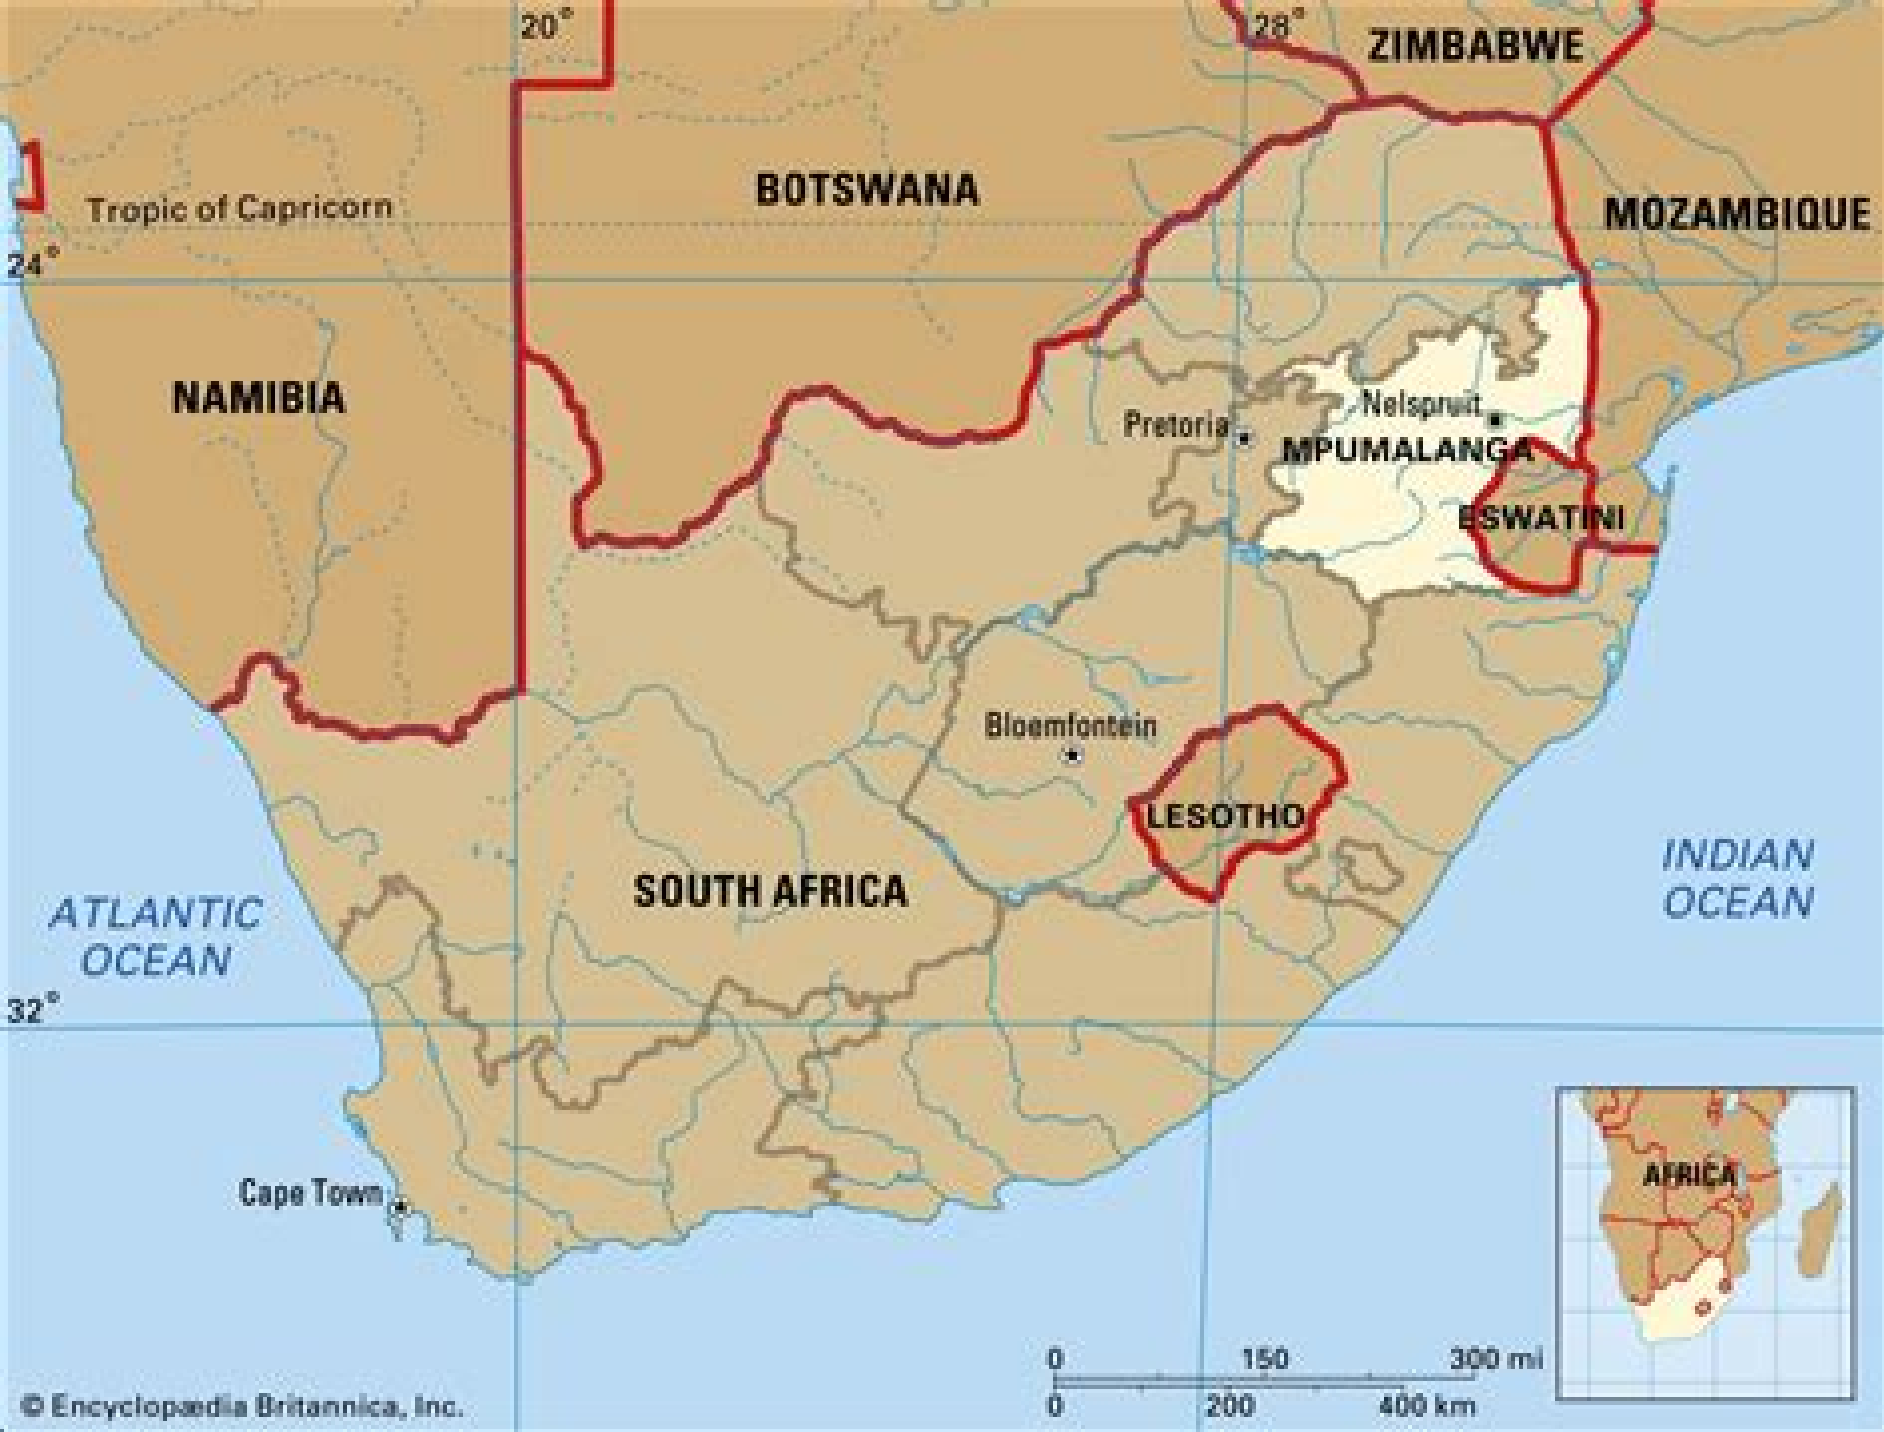 20°
28°
ZIMBABWE
BOTSWANA
MOZAMBIQUE
Tropic of Capricorn
24°
NAMIBIA
Nelspruit
Pretoria
MPUMALANGA
ESWATINI
Bloemfontein
LESOTHO
SOUTH AFRICA
INDIAN
OCEAN
ATLANTIC
OCEAN
32°
AFRICA
Cape Town
0 150 300 mi
0 200 400 km
© Encyclopædia Britannica, Inc.